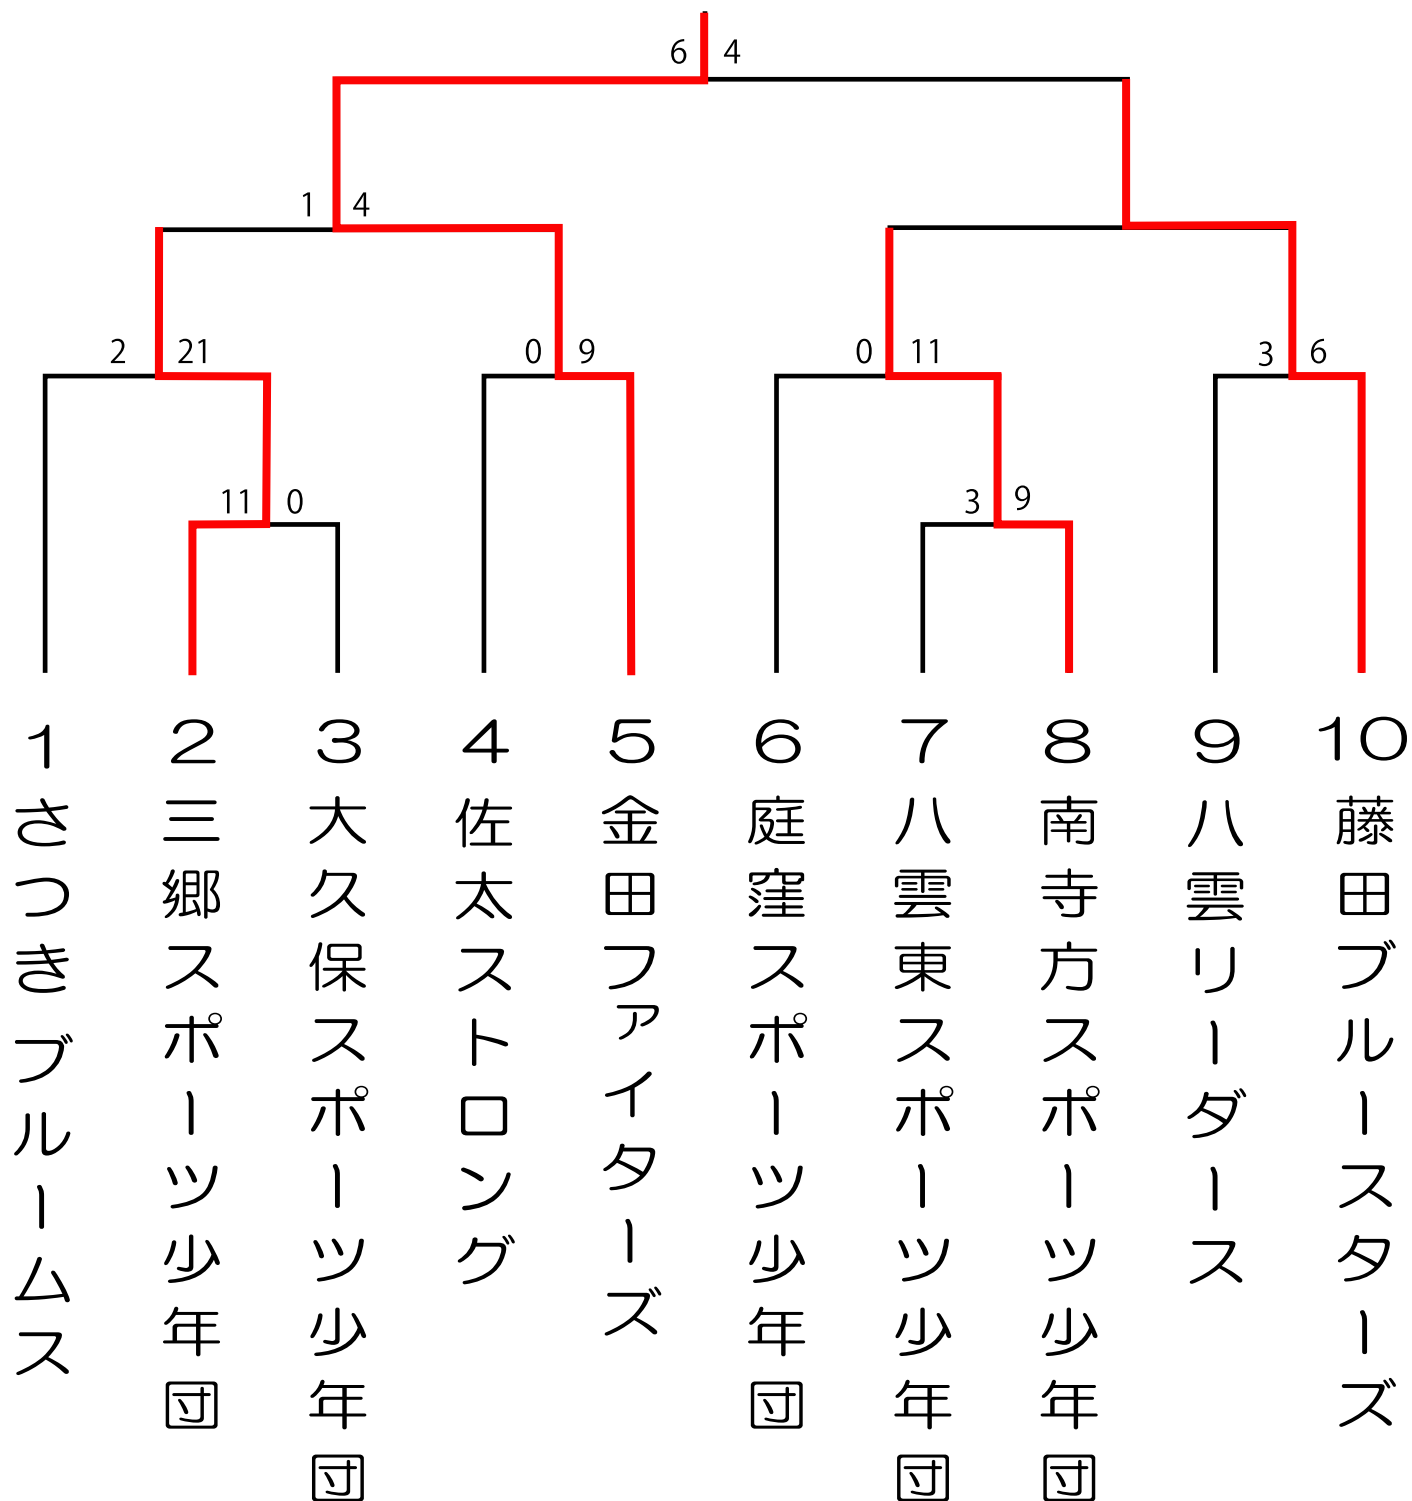 6 4
1 4
2 21
0 9
0 11
3 6
11 0
3 9
1 さつき ブルームス
2 三郷スポーツ少年団
3 大久保スポーツ少年団
4 佐太ストロング
5 金田ファイターズ
6 庭窪スポーツ少年団
7 八雲東スポーツ少年団
8 南寺方スポーツ少年団
9 八雲リーダース
10 藤田ブルースターズ